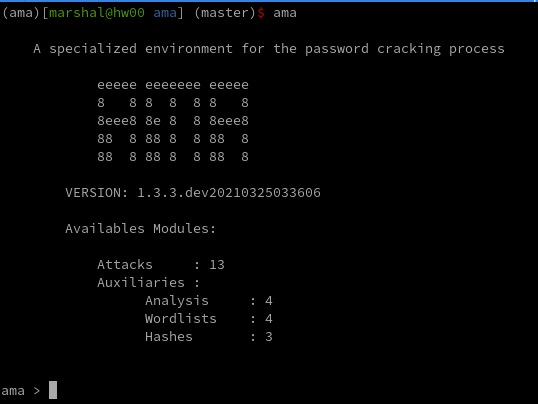 (ama)[marshal@hw00 ama] (master)$ ama
A specialized environment for the password cracking process
eeeee eeeeeee eeeee
8   8 8  8  8 8   8
8eee8 8e 8  8 8eee8
88  8 88 8  8 88  8
88  8 88 8  8 88  8
VERSION: 1.3.3.dev20210325033606
Availables Modules:
Attacks     : 13
Auxiliaries :
Analysis     : 4
Wordlists    : 4
Hashes       : 3
ama >